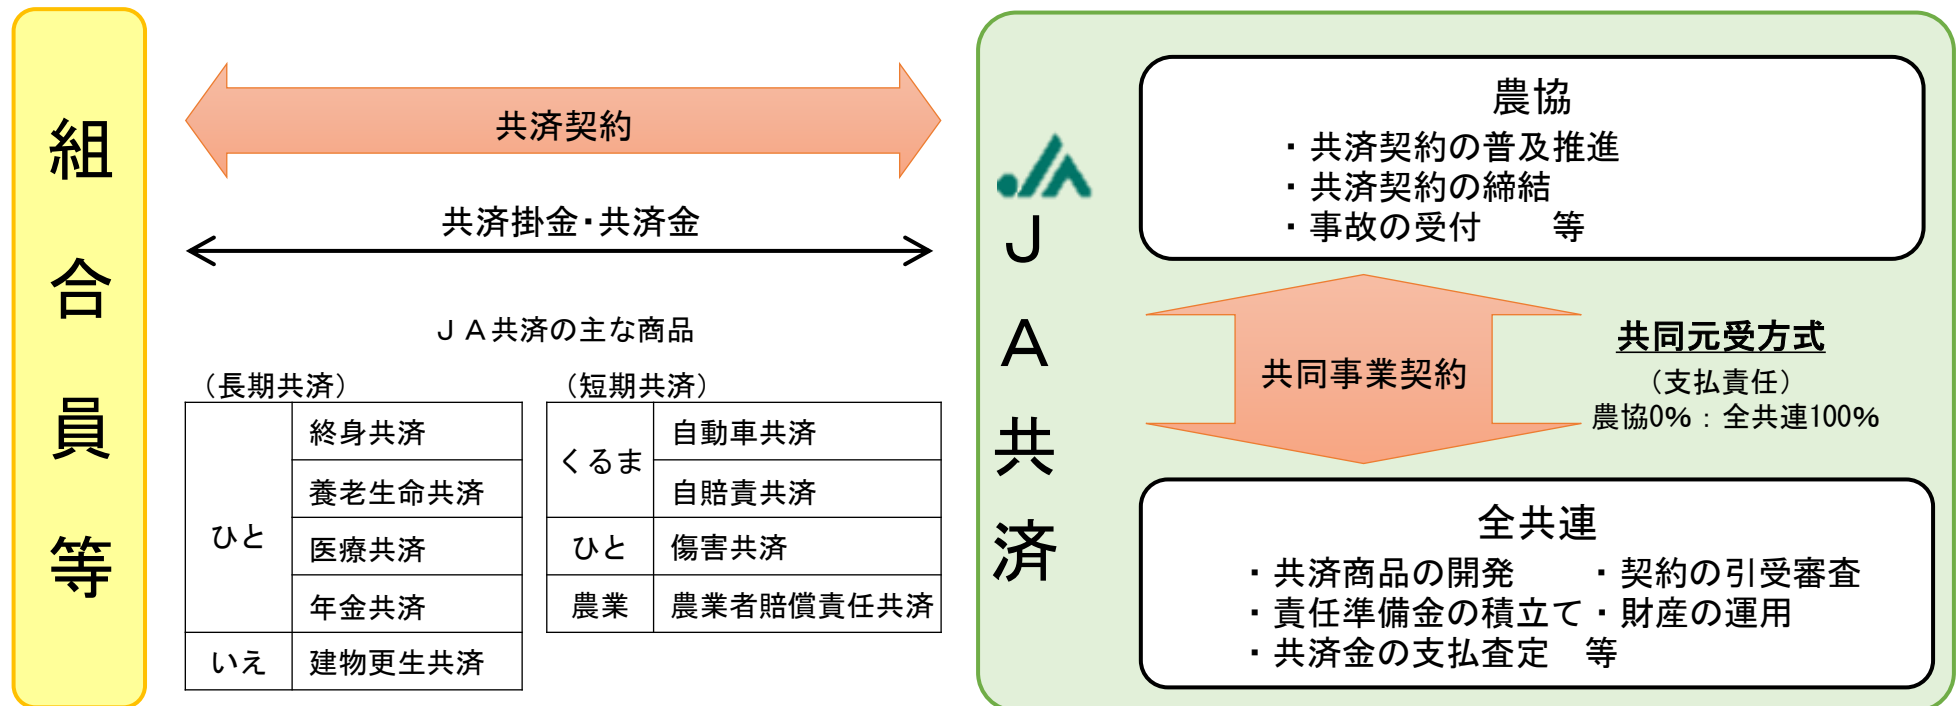 組合員等
共済契約
共済掛金・共済金
ＪＡ共済の主な商品
（長期共済）
ひと
終身共済
養老生命共済
医療共済
年金共済
いえ
建物更生共済
（短期共済）
くるま
自動車共済
自賠責共済
ひと
傷害共済
農業
農業者賠償責任共済
ＪＡ共済
農協
・共済契約の普及推進
・共済契約の締結
・事故の受付　　等
共同事業契約
共同元受方式
（支払責任）
農協0%：全共連100%
全共連
・共済商品の開発　　・契約の引受審査
・責任準備金の積立て・財産の運用
・共済金の支払査定　等